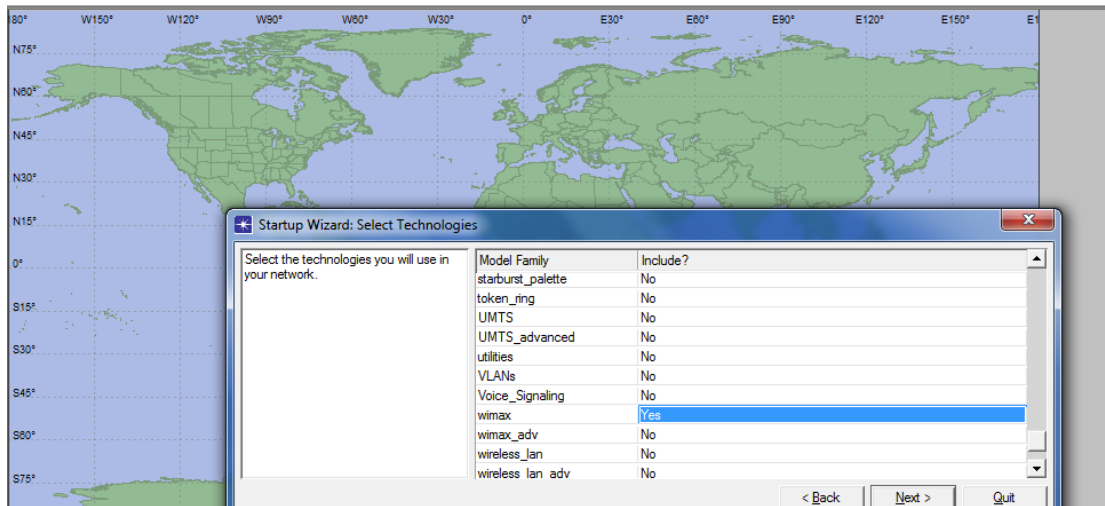 80° W150° W120° W90° W60° W30° 0° E30° E60° E90° E120° E150° E1
N75°
N60°
N45°
N30°
N15°
0°
S15°
S30°
S45°
S60°
S75°
Startup Wizard: Select Technologies
Select the technologies you will use in
your network.
Model Family Include?
starburst_palette No
token_ring No
UMTS No
UMTS_advanced No
utilities No
VLANs No
Voice_Signaling No
wimax Yes
wimax_adv No
wireless_lan No
wireless_lan_adv No
< Back Next > Quit